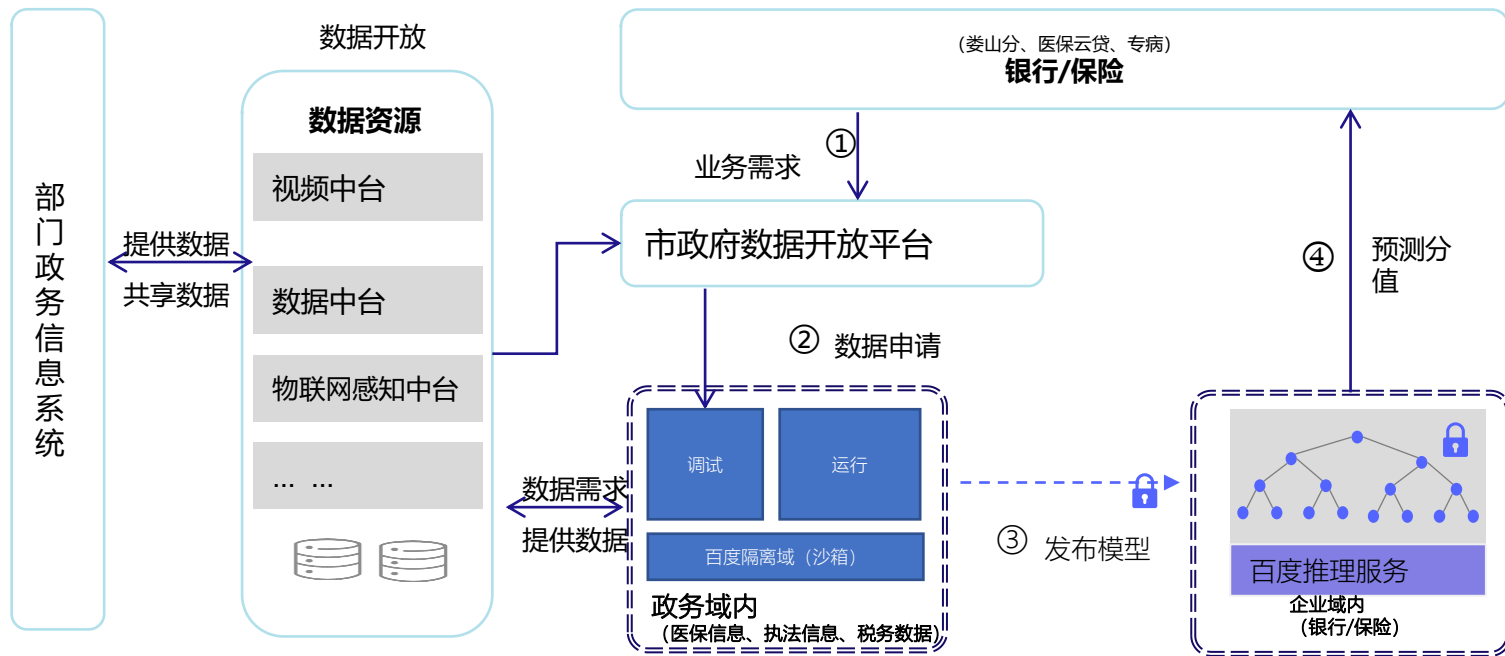 部门政务信息系统
提供数据
共享数据
数据开放
数据资源
视频中台
数据中台
物联网感知中台
... ...
(娄山分、医保云贷、专病)
银行/保险
①
业务需求
市政府数据开放平台
② 数据申请
数据需求
提供数据
调试
运行
百度隔离域（沙箱）
政务域内
（医保信息、执法信息、税务数据）
③ 发布模型
④
预测分
值
百度推理服务
企业域内
（银行/保险）